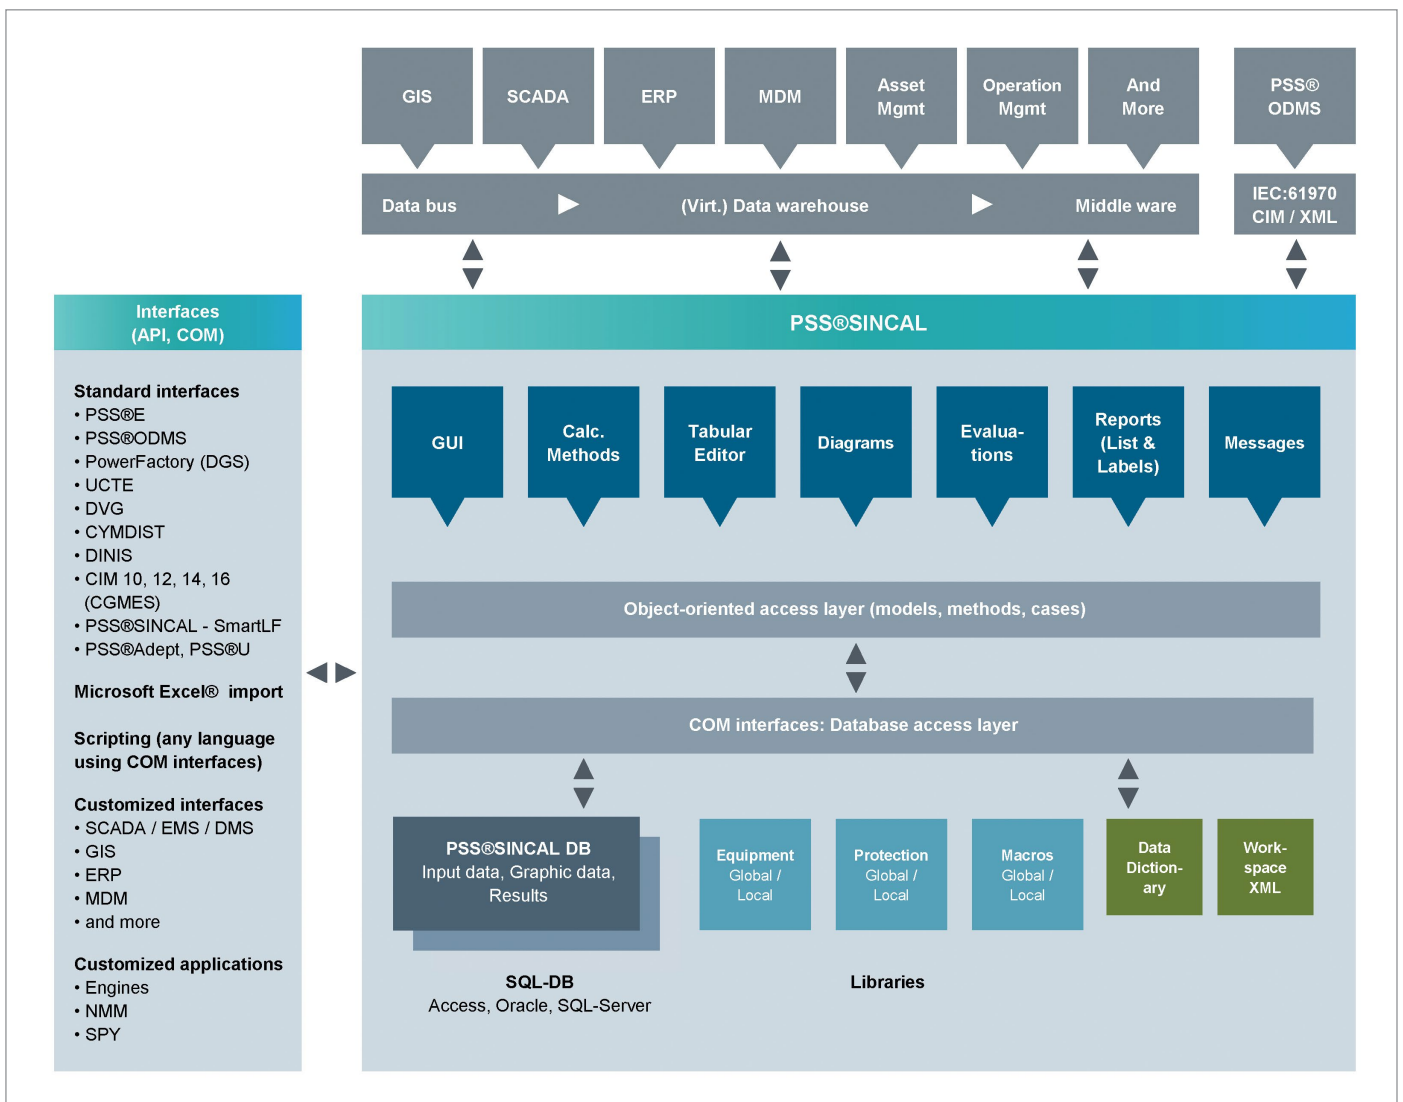 GIS
SCADA
ERP
MDM
Asset
Mgmt
Operation
Mgmt
And
More
PSS®
ODMS
Data bus
(Virt.) Data warehouse
Middle ware
IEC:61970
CIM / XML
Interfaces
(API, COM)
Standard interfaces
• PSS®E
• PSS®ODMS
• PowerFactory (DGS)
• UCTE
• DVG
• CYMDIST
• DINIS
• CIM 10, 12, 14, 16
(CGMES)
• PSS®SINCAL - SmartLF
• PSS®Adept, PSS®U
Microsoft Excel® import
Scripting (any language
using COM interfaces)
Customized interfaces
• SCADA / EMS / DMS
• GIS
• ERP
• MDM
• and more
Customized applications
• Engines
• NMM
• SPY
PSS®SINCAL
GUI
Calc.
Methods
Tabular
Editor
Diagrams
Evalua-
tions
Reports
(List &
Labels)
Messages
Object-oriented access layer (models, methods, cases)
COM interfaces: Database access layer
PSS®SINCAL DB
Input data, Graphic data,
Results
SQL-DB
Access, Oracle, SQL-Server
Equipment
Global /
Local
Protection
Global /
Local
Macros
Global /
Local
Data
Diction-
ary
Work-
space
XML
Libraries